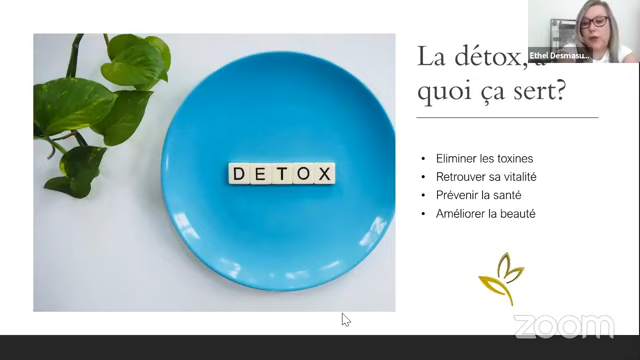 Ethel Desmasu...
La détox, à
quoi ça sert?
DETOX
• Eliminer les toxines
• Retrouver sa vitalité
• Prévenir la santé
• Améliorer la beauté
zoom